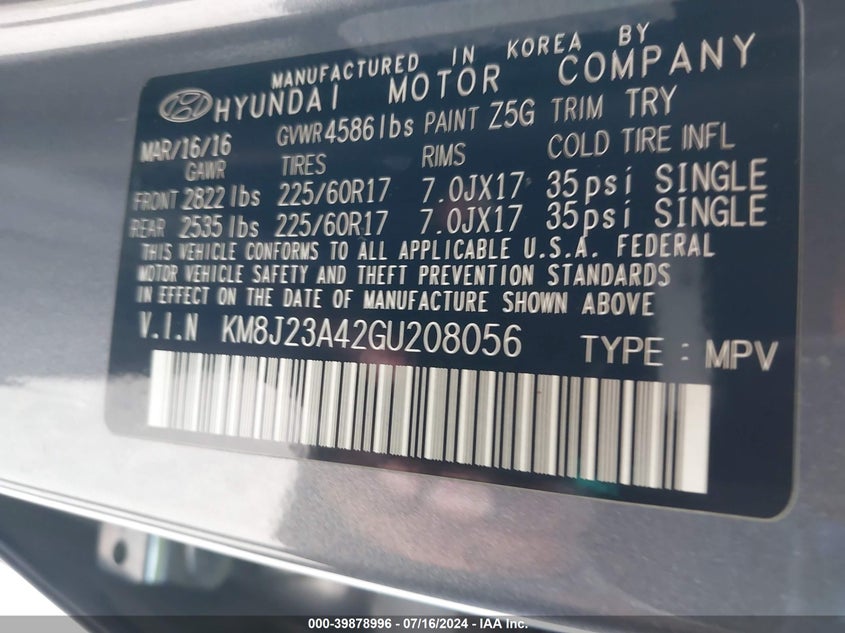 MANUFACTURED IN KOREA BY
HYUNDAI MOTOR COMPANY
MAR/16/16 GVWR 4586 lbs PAINT Z5G TRIM TRY
GAWR TIRES RIMS COLD TIRE INFL
FRONT 2822 lbs 225/60R17 7.0JX17 35psi SINGLE
REAR 2535 lbs 225/60R17 7.0JX17 35psi SINGLE
THIS VEHICLE CONFORMS TO ALL APPLICABLE U.S.A. FEDERAL
MOTOR VEHICLE SAFETY AND THEFT PREVENTION STANDARDS
IN EFFECT ON THE DATE OF MANUFACTURE SHOWN ABOVE
V.I.N KM8J23A42GU208056 TYPE : MPV
000-39878996 - 07/16/2024 - IAA Inc.